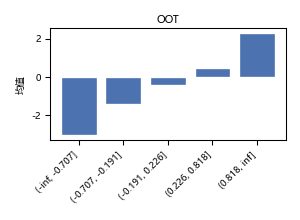 OOT
2
0
-2
均值
(-inf, -0.707]
(-0.707, -0.191]
(-0.191, 0.226]
(0.226, 0.818]
(0.818, inf]